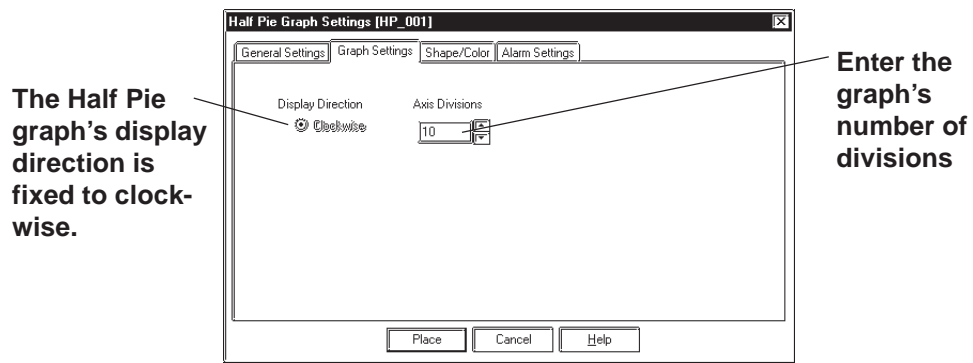 Half Pie Graph Settings [HP_001]
General Settings Graph Settings Shape/Color Alarm Settings
The Half Pie
graph's display
direction is
fixed to clock-
wise.
Display Direction
Clockwise
Axis Divisions
10
Enter the
graph's
number of
divisions
Place Cancel Help